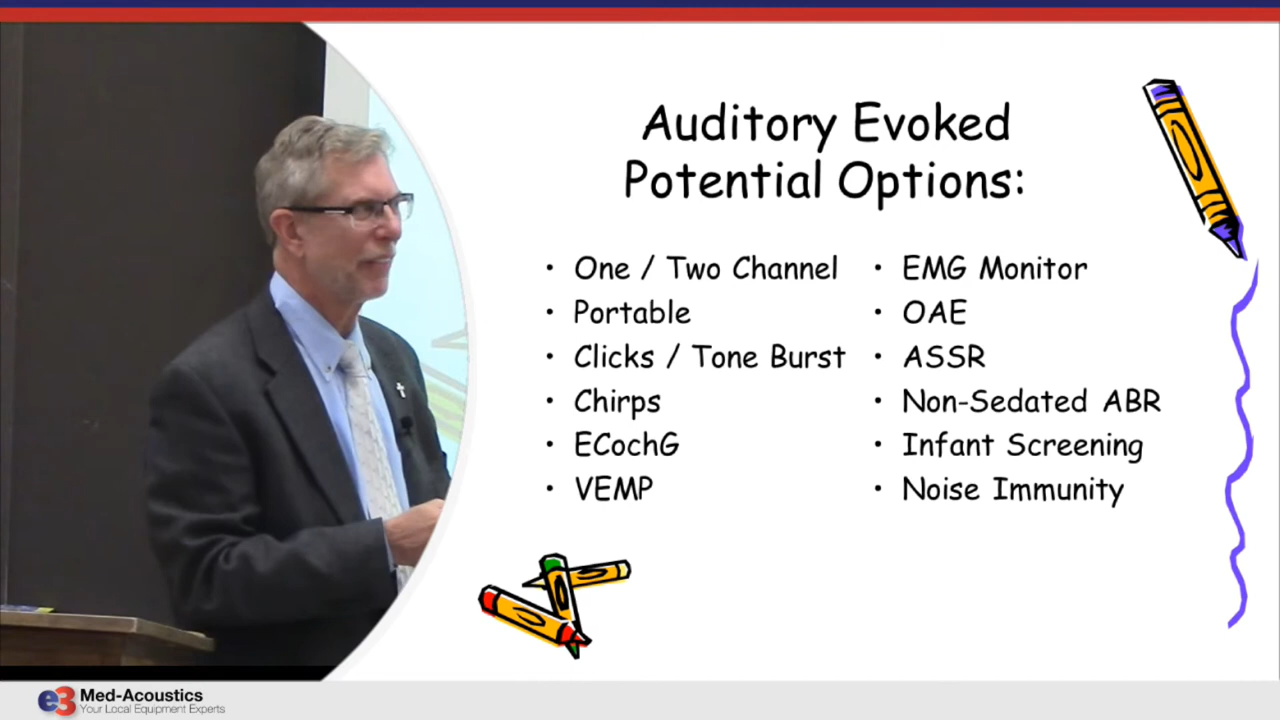 Auditory Evoked
Potential Options:
• One / Two Channel
• Portable
• Clicks / Tone Burst
• Chirps
• ECochG
• VEMP
• EMG Monitor
• OAE
• ASSR
• Non-Sedated ABR
• Infant Screening
• Noise Immunity
e3 Med-Acoustics
Your Local Equipment Experts